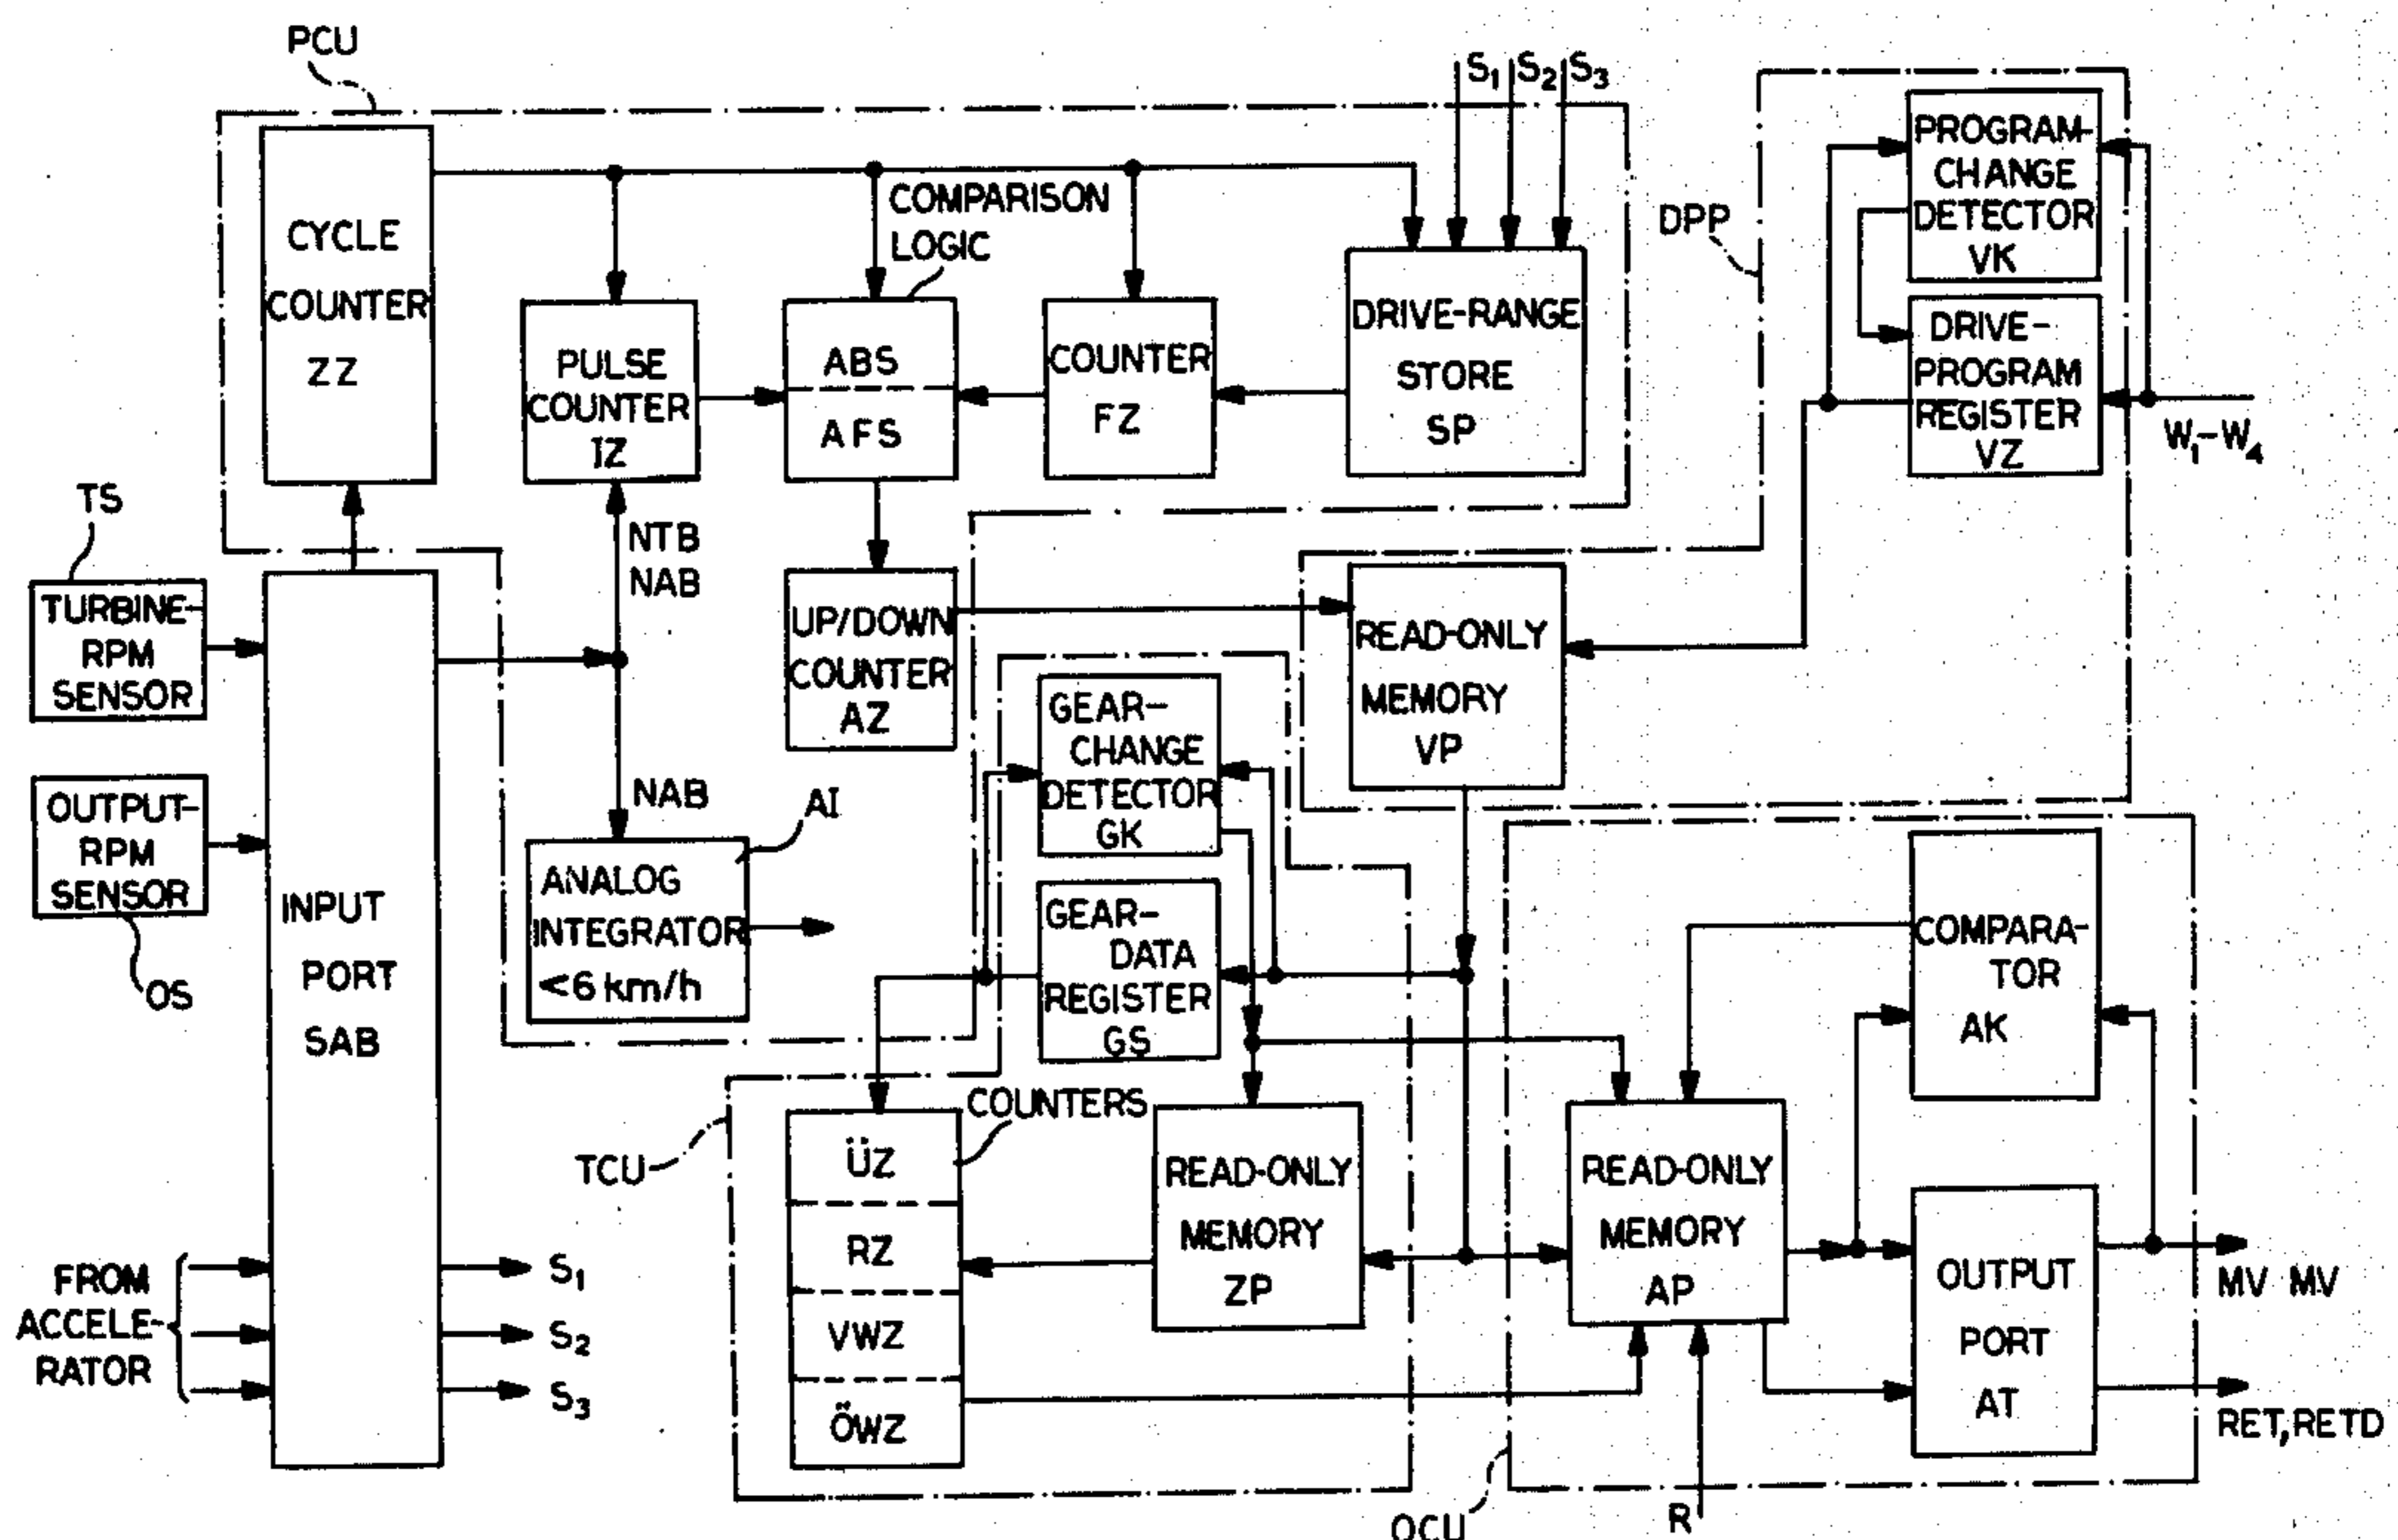 PCU
S₁ S₂ S₃
CYCLE
COUNTER
ZZ
COMPARISON
LOGIC
PULSE
COUNTER
IZ
ABS
AFS
COUNTER
FZ
DRIVE-RANGE
STORE
SP
DPP
PROGRAM-
CHANGE
DETECTOR
VK
DRIVE-
PROGRAM
REGISTER
VZ
W₁-W₄
TS
TURBINE-
RPM
SENSOR
NTB
NAB
UP/DOWN
COUNTER
AZ
READ-ONLY
MEMORY
VP
OUTPUT-
RPM
SENSOR
OS
INPUT
PORT
SAB
NAB
AI
ANALOG
INTEGRATOR
<6 km/h
GEAR-
CHANGE
DETECTOR
GK
GEAR-
DATA
REGISTER
GS
COMPARA-
TOR
AK
TCU
COUNTERS
ÜZ
RZ
VWZ
ÖWZ
READ-ONLY
MEMORY
ZP
READ-ONLY
MEMORY
AP
OUTPUT
PORT
AT
MV MV
RET,RETD
FROM
ACCELE-
RATOR
S₁
S₂
S₃
OCU
R